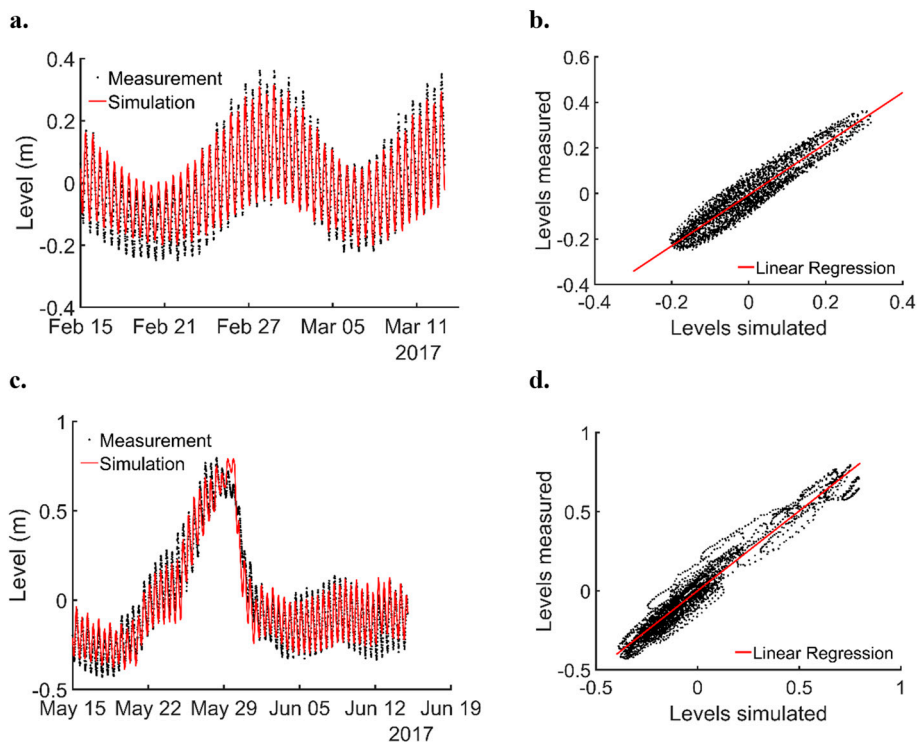 a.
0.4
0.2
0
-0.2
-0.4
Level (m)
Measurement
Simulation
Feb 15 Feb 21 Feb 27 Mar 05 Mar 11
2017
b.
0.6
0.4
0.2
0
-0.2
-0.4
Levels measured
Linear Regression
-0.4 -0.2 0 0.2 0.4
Levels simulated
c.
1
0.5
0
-0.5
Level (m)
Measurement
Simulation
May 15 May 22 May 29 Jun 05 Jun 12 Jun 19
2017
d.
1
0.5
0
-0.5
Levels measured
Linear Regression
-0.5 0 0.5 1
Levels simulated